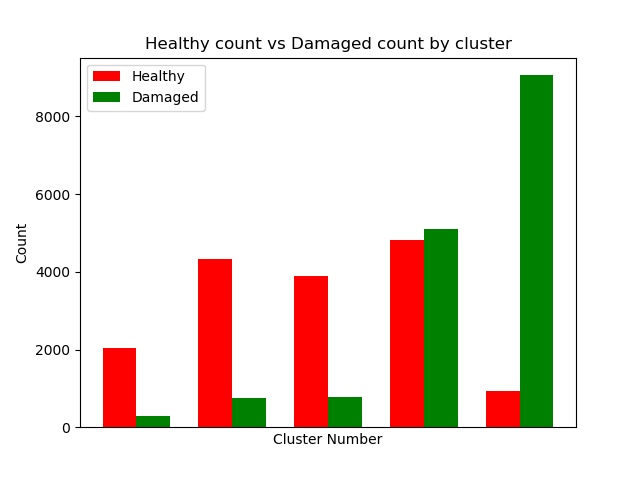 Healthy count vs Damaged count by cluster
Healthy
Damaged
8000
6000
4000
2000
0
Count
Cluster Number